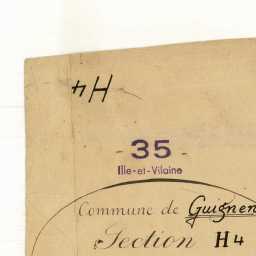 H4
- 35 -
Ille-et-Vilaine
Commune de Guignen
Section H4